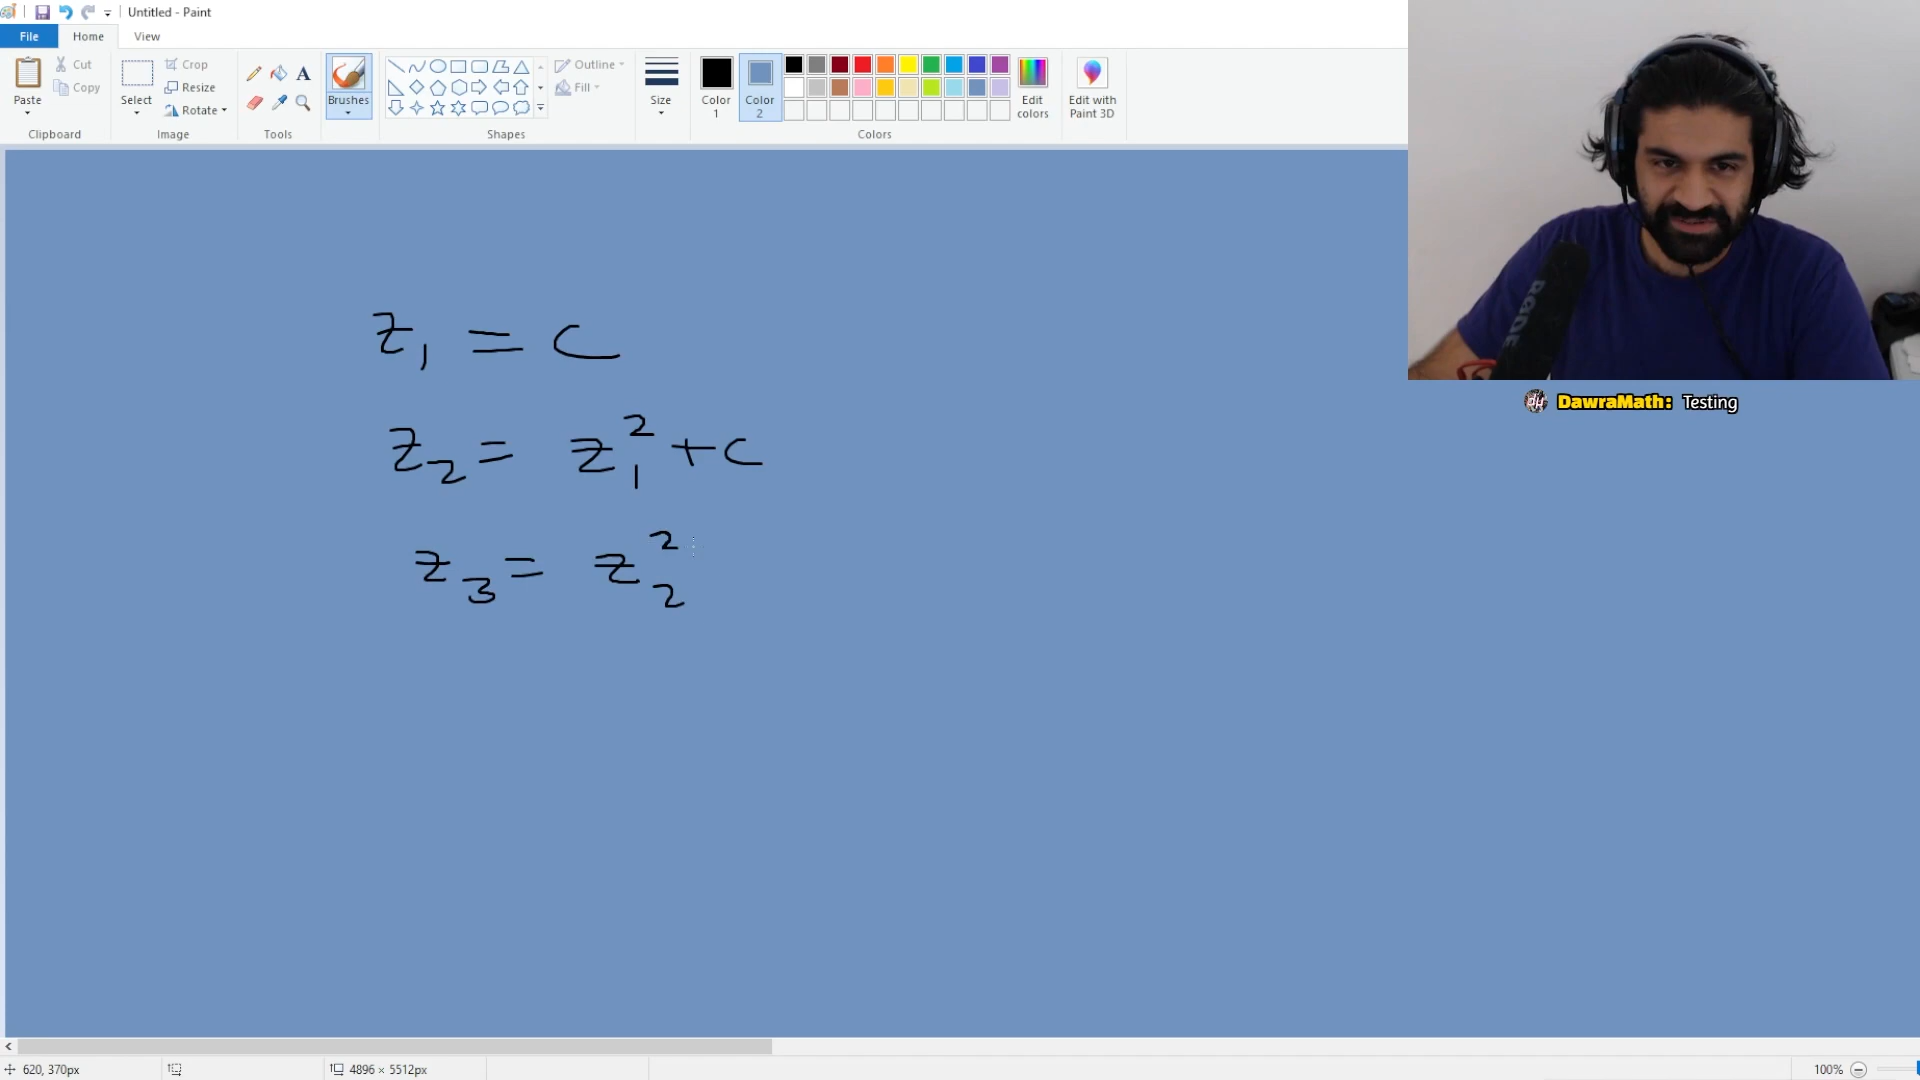 Untitled - Paint
File Home View
Paste
Cut
Copy
Clipboard
Select
Crop
Resize
Rotate
Image
Tools
Brushes
Shapes
Outline
Fill
Size
Color 1
Color 2
Edit colors
Colors
Edit with Paint 3D
RODE
DawraMath: Testing
z₁ = c
z₂ = z₁² + c
z₃ = z₂²
620, 370px
4896 × 5512px
100%